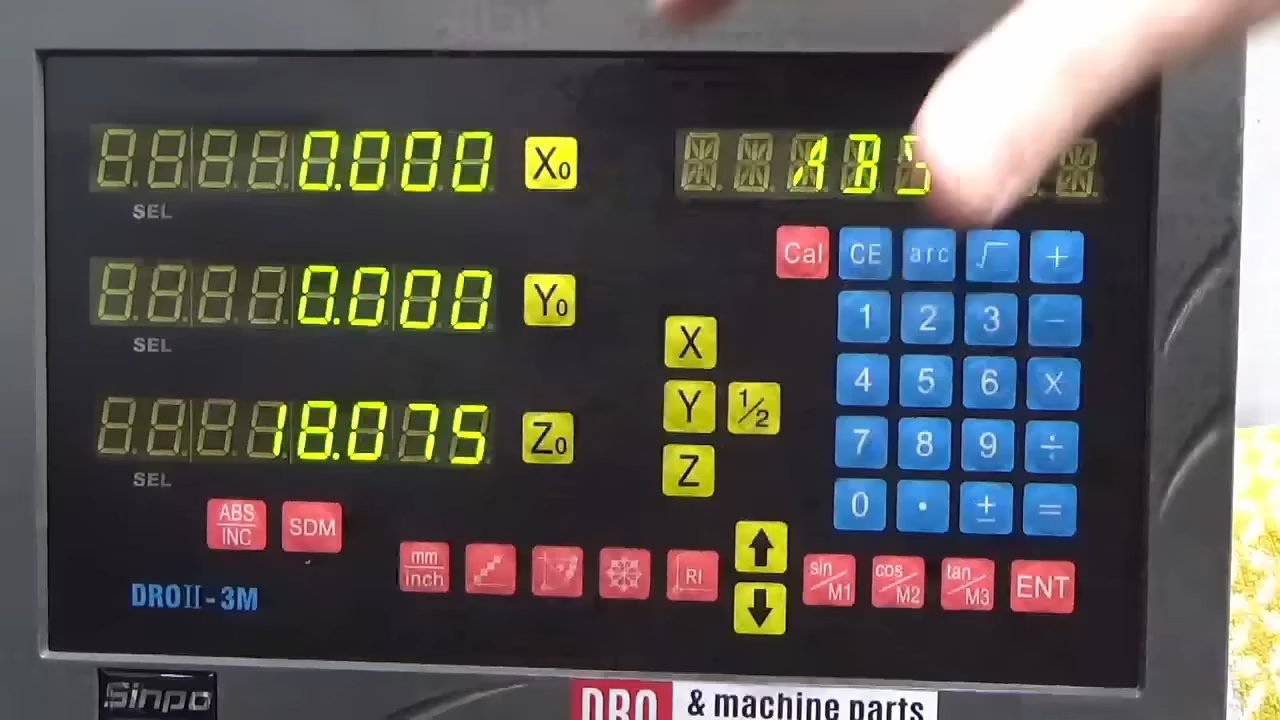 0.000 X0 ABS
SEL
Cal CE arc √ +
0.000 Y0
1 2 3 −
SEL
X
4 5 6 X
Y ½
18.075 Z0
7 8 9 ÷
Z
SEL
0 . ± =
ABS
INC
SDM
mm
inch
RI
sin/M1 cos/M2 tan/M3 ENT
DROII-3M
Sinpo
DRO & machine parts